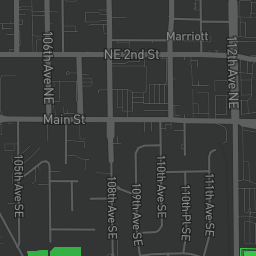 Marriott
NE 2nd St
106th Ave NE
112th Ave NE
Main St
105th Ave SE
108th Ave SE
109th Ave SE
110th Ave SE
110th Pl SE
111th Ave SE